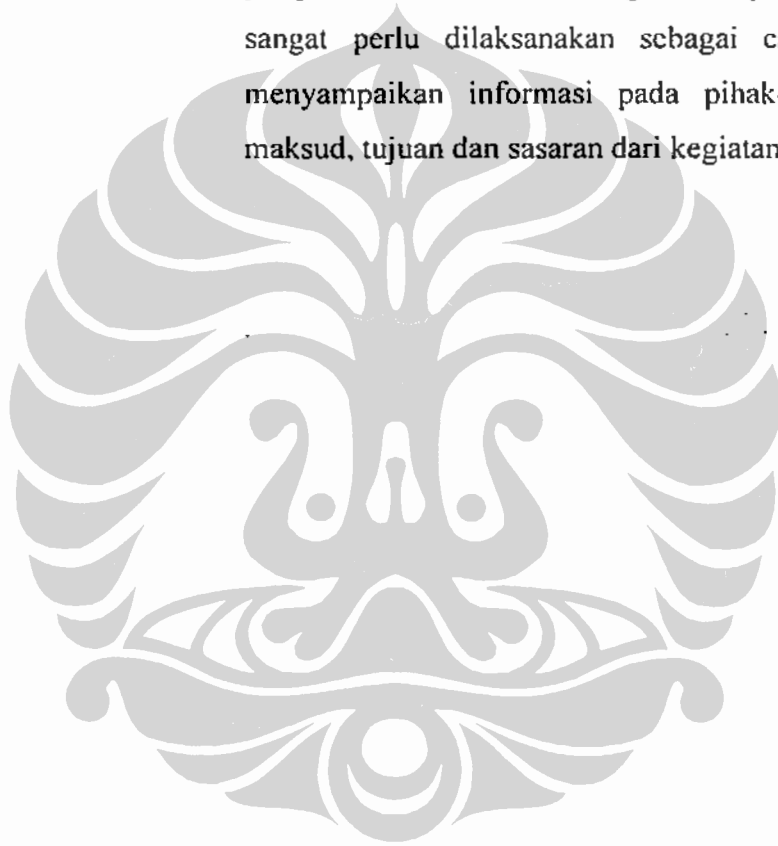 sangat perlu dilaksanakan sebagai
menyampaikan informasi pada pihak
maksud, tujuan dan sasaran dari kegiatan